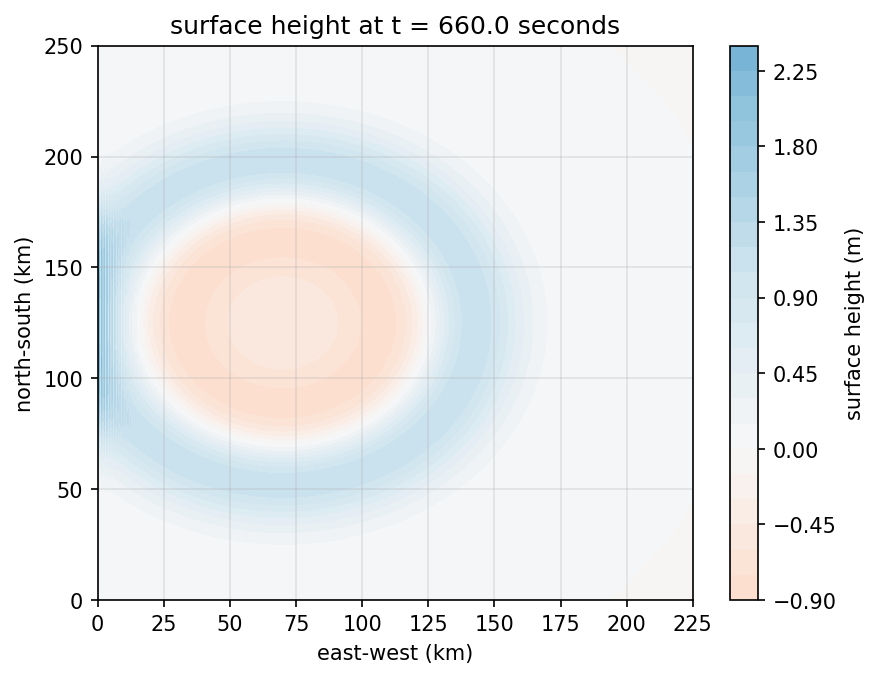 surface height at t = 660.0 seconds
250
200
150
100
50
0
north-south (km)
0 25 50 75 100 125 150 175 200 225
east-west (km)
2.25
1.80
1.35
0.90
0.45
0.00
−0.45
−0.90
surface height (m)